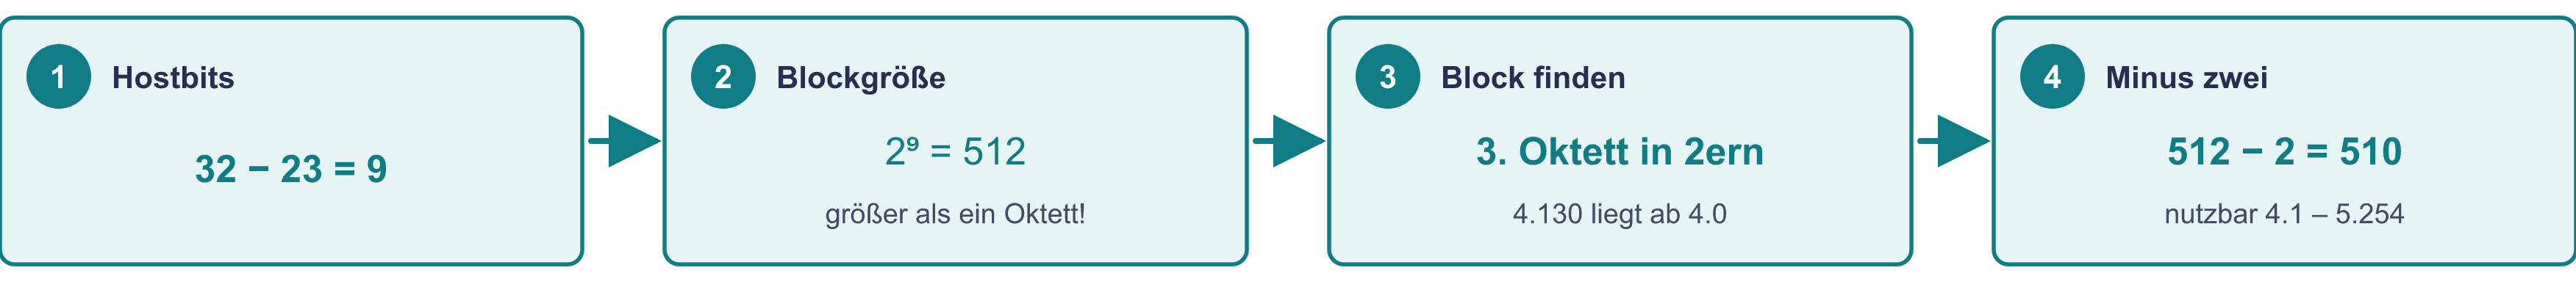 1 Hostbits
32 − 23 = 9
2 Blockgröße
2⁹ = 512
größer als ein Oktett!
3 Block finden
3. Oktett in 2ern
4.130 liegt ab 4.0
4 Minus zwei
512 − 2 = 510
nutzbar 4.1 – 5.254